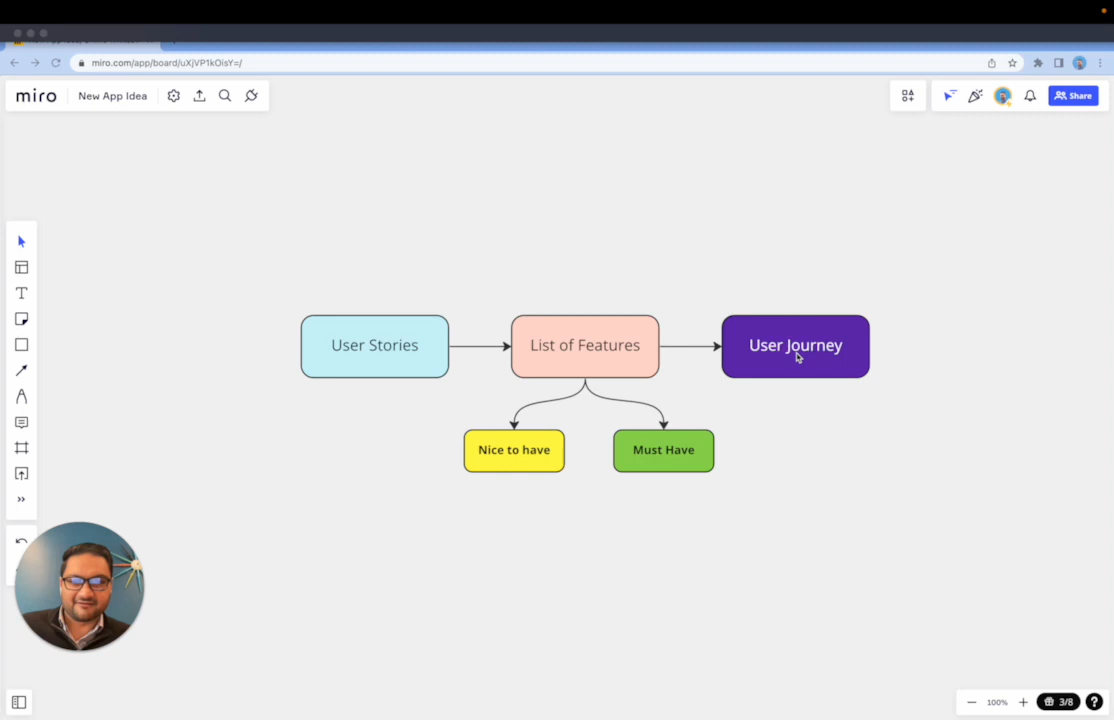 miro.com/app/board/uXjVP1kOisY=/
miro
New App Idea
Share
User Stories
List of Features
User Journey
Nice to have
Must Have
100%
3/8
?